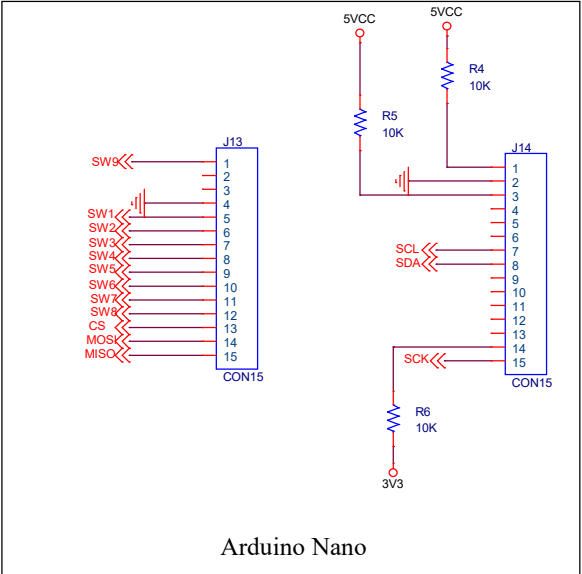 5VCC
5VCC
R4
10K
R5
10K
J13
SW9
1
2
3
4
SW1
5
SW2
6
SW3
7
SW4
8
SW5
9
SW6
10
SW7
11
SW8
12
CS
13
MOSI
14
MISO
15
CON15
J14
1
2
3
4
5
6
SCL
7
SDA
8
9
10
11
12
13
14
SCK
15
CON15
R6
10K
3V3
Arduino Nano